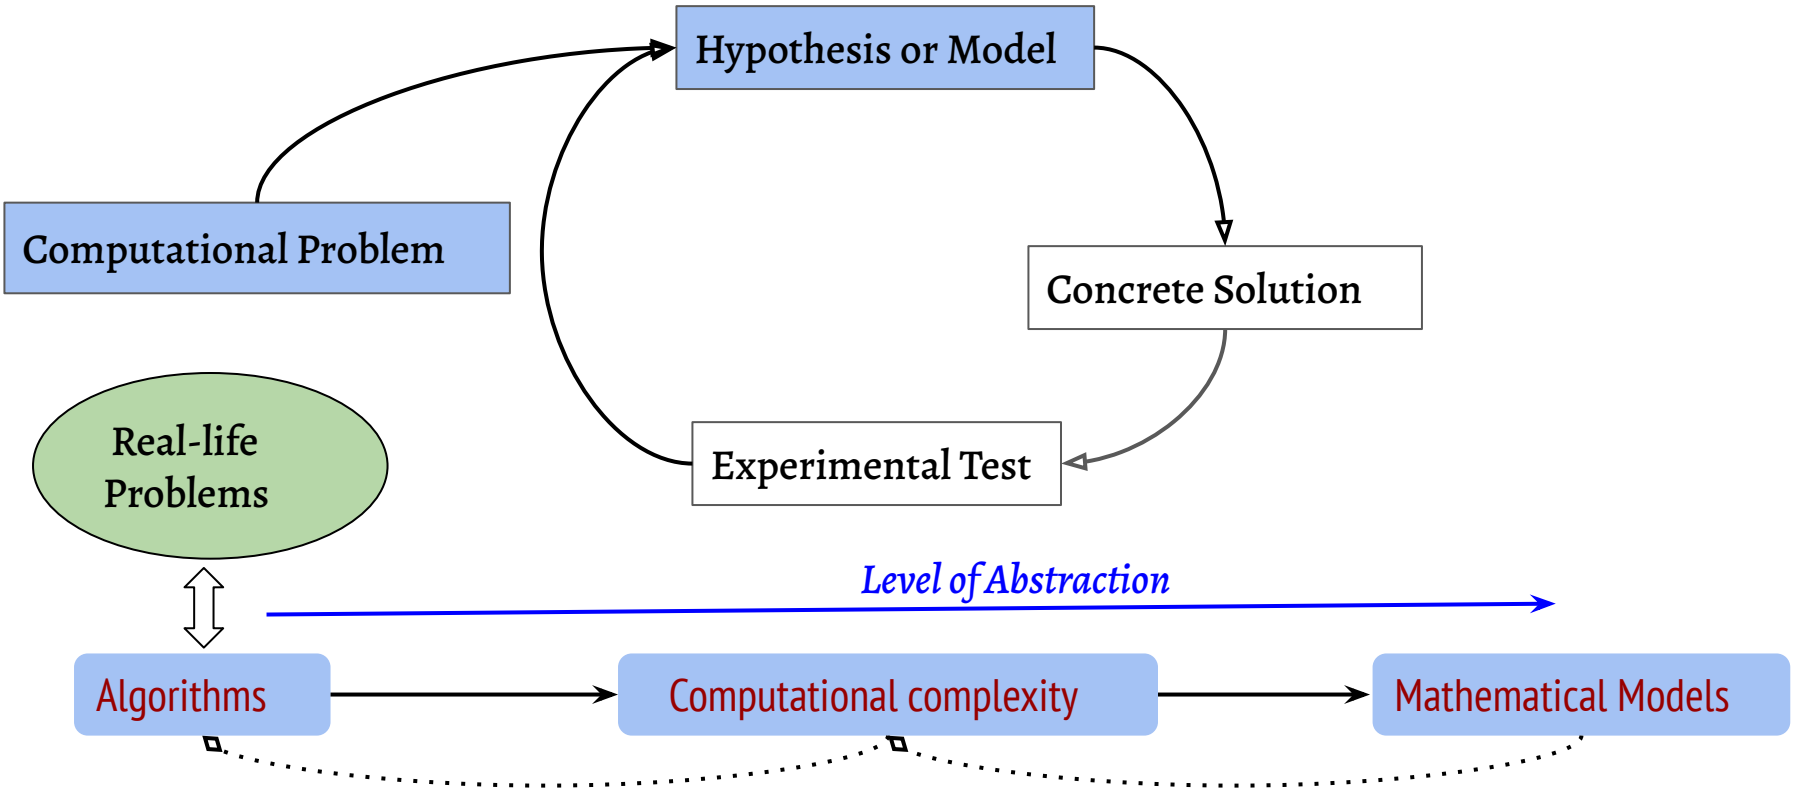 Hypothesis or Model
Computational Problem
Concrete Solution
Experimental Test
Real-life
Problems
Level of Abstraction
Algorithms
Computational complexity
Mathematical Models